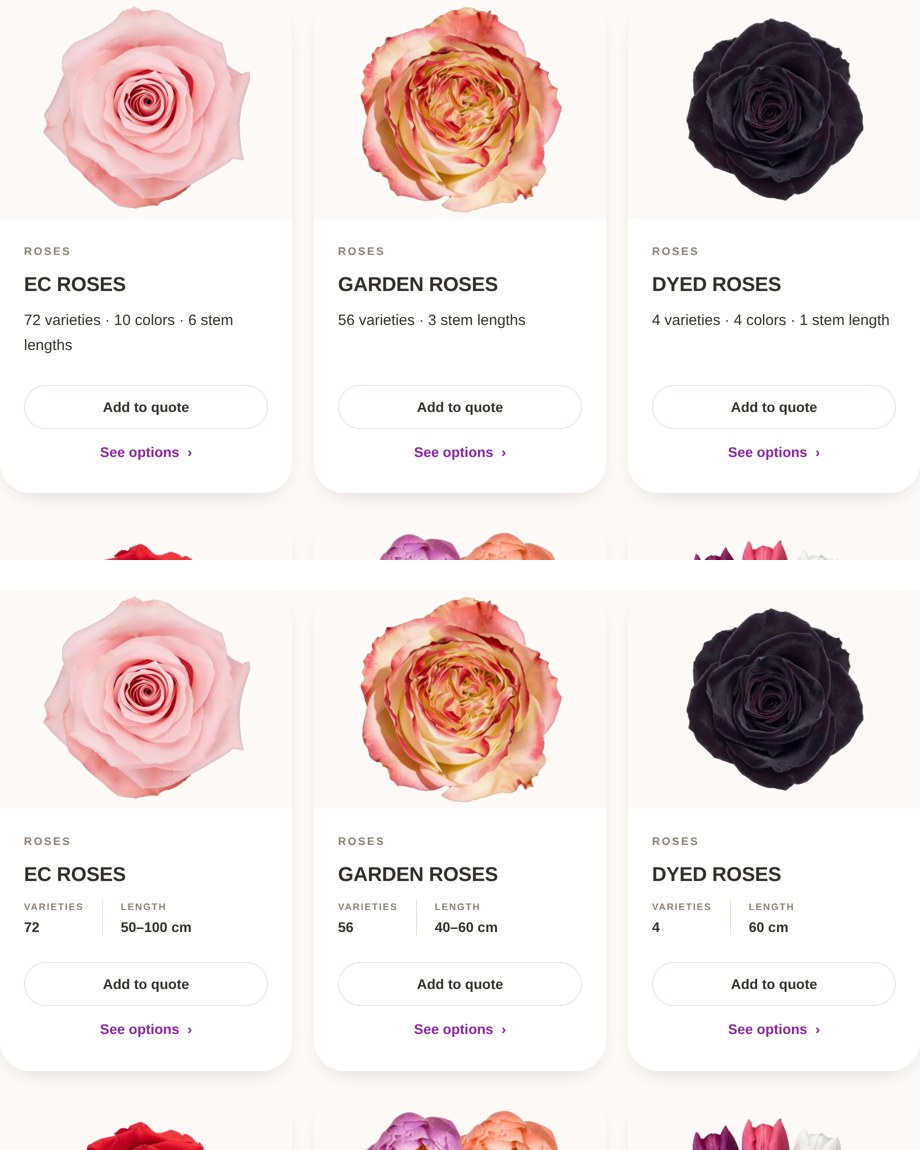 ROSES
EC ROSES
72 varieties · 10 colors · 6 stem
lengths
Add to quote
See options ›
ROSES
GARDEN ROSES
56 varieties · 3 stem lengths
Add to quote
See options ›
ROSES
DYED ROSES
4 varieties · 4 colors · 1 stem length
Add to quote
See options ›
ROSES
EC ROSES
VARIETIES
72
LENGTH
50–100 cm
Add to quote
See options ›
ROSES
GARDEN ROSES
VARIETIES
56
LENGTH
40–60 cm
Add to quote
See options ›
ROSES
DYED ROSES
VARIETIES
4
LENGTH
60 cm
Add to quote
See options ›